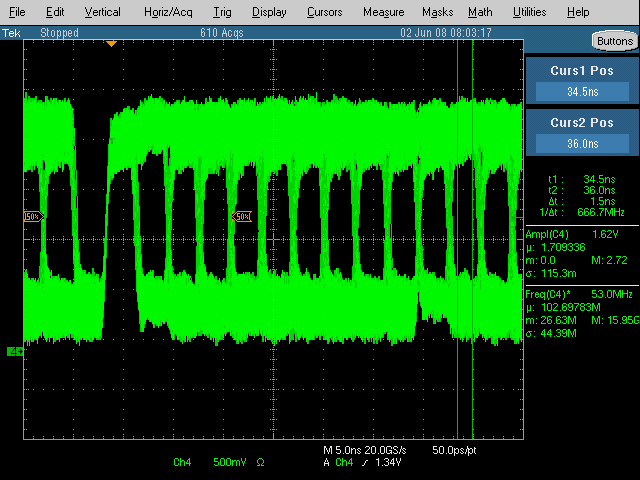 File Edit Vertical Horiz/Acq Trig Display Cursors Measure Masks Math Utilities Help
Tek Stopped 610 Acqs 02 Jun 08 08:03:17
Buttons
Curs1 Pos
34.5ns
Curs2 Pos
36.0ns
t1 : 34.5ns
t2 : 36.0ns
Δt : 1.5ns
1/Δt : 666.7MHz
50% 50%
Ampl(C4) 1.62V
µ: 1.709336
m: 0.0 M: 2.72
σ: 115.3m
Freq(C4)* 53.0MHz
µ: 102.69783M
m: 26.63M M: 15.95G
σ: 44.39M
4
M 5.0ns 20.0GS/s 50.0ps/pt
Ch4 500mV Ω A Ch4 ∕ 1.34V